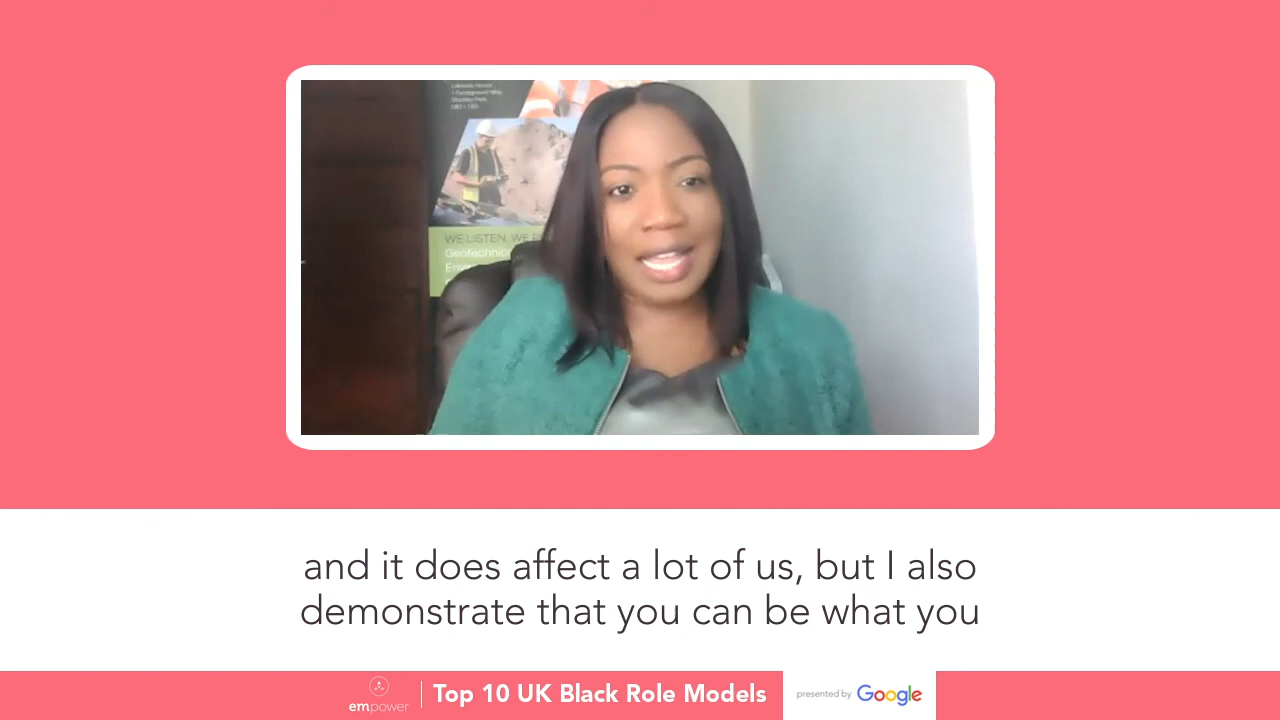 WE LISTEN, WE
Geotechnic
and it does affect a lot of us, but I also
demonstrate that you can be what you
empower
Top 10 UK Black Role Models
presented by Google